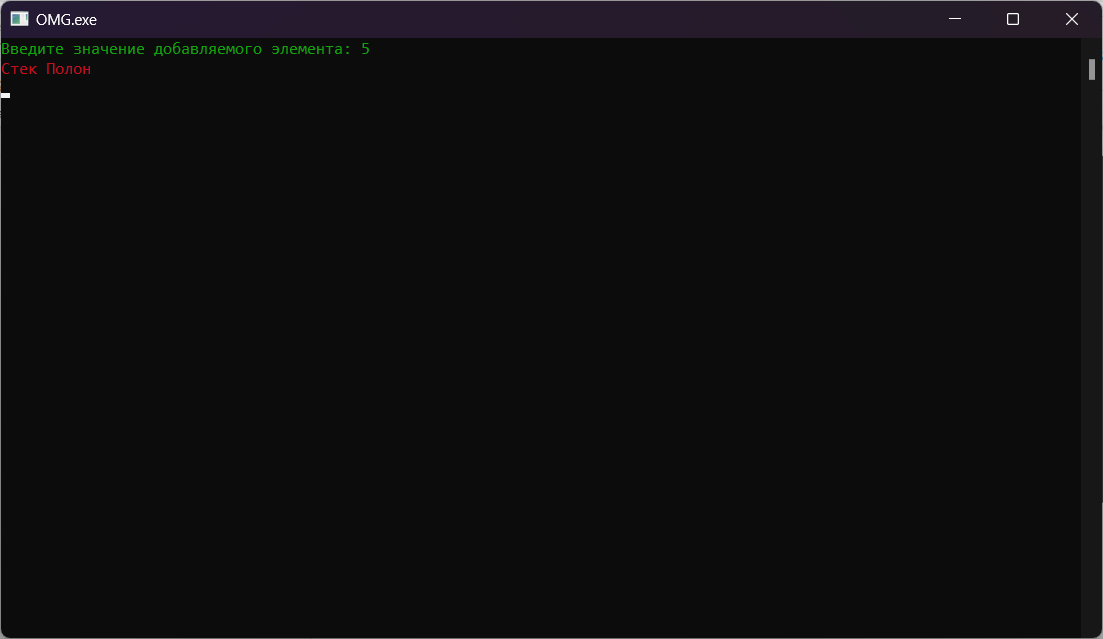 OMG.exe
Введите значение добавляемого элемента: 5
Стек Полон